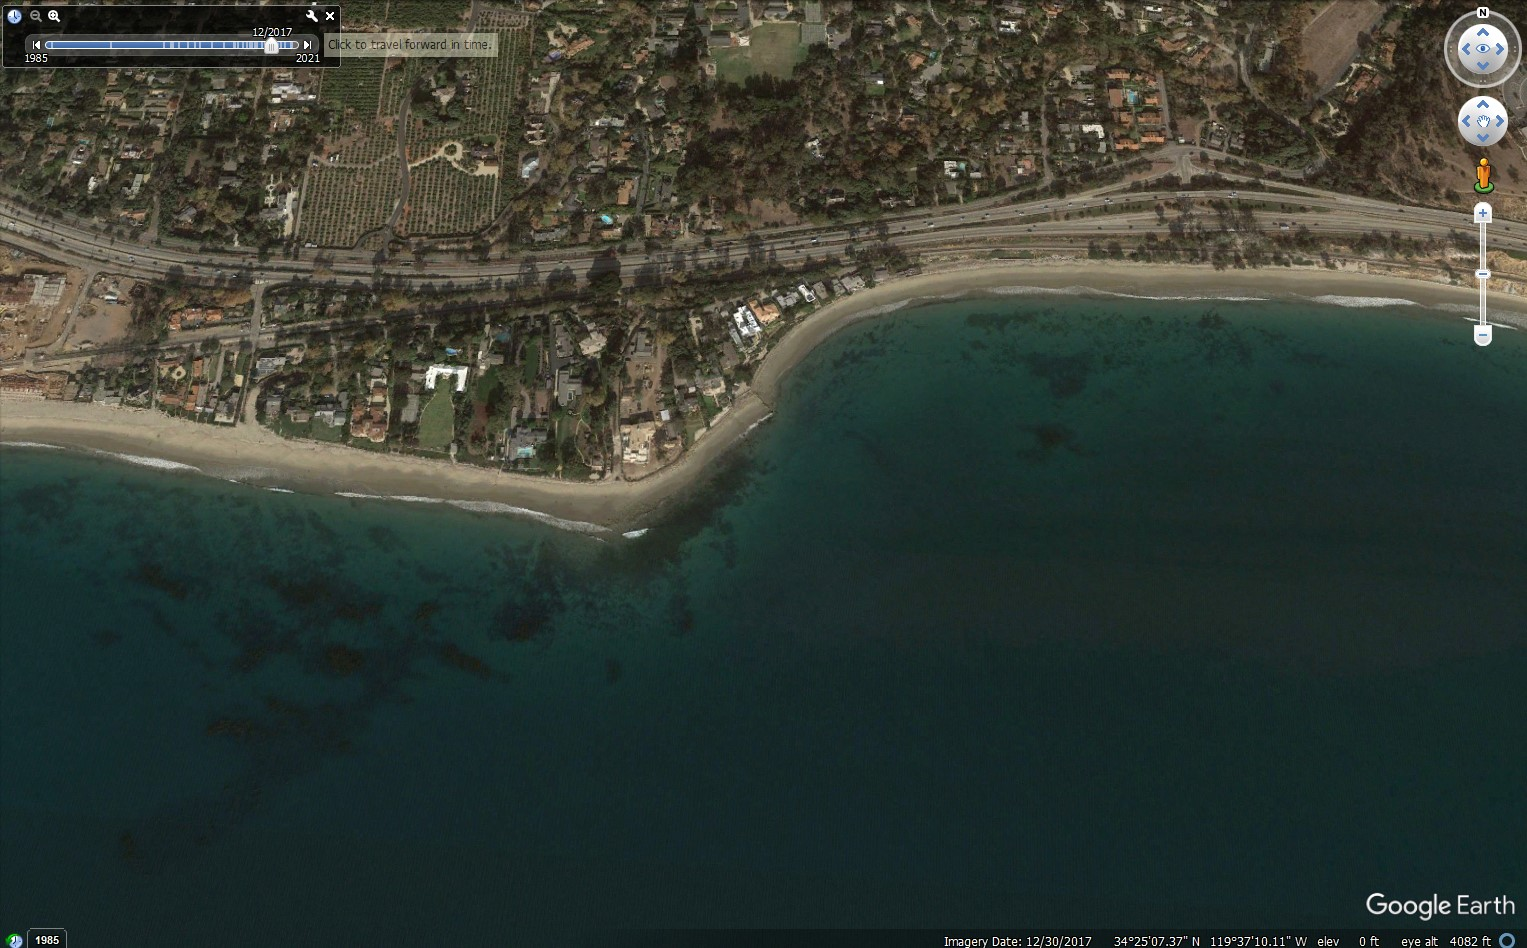 N
12/2017
Click to travel forward in time.
1985
2021
Google Earth
1985
Imagery Date: 12/30/2017 34°25'07.37" N 119°37'10.11" W elev 0 ft eye alt 4082 ft